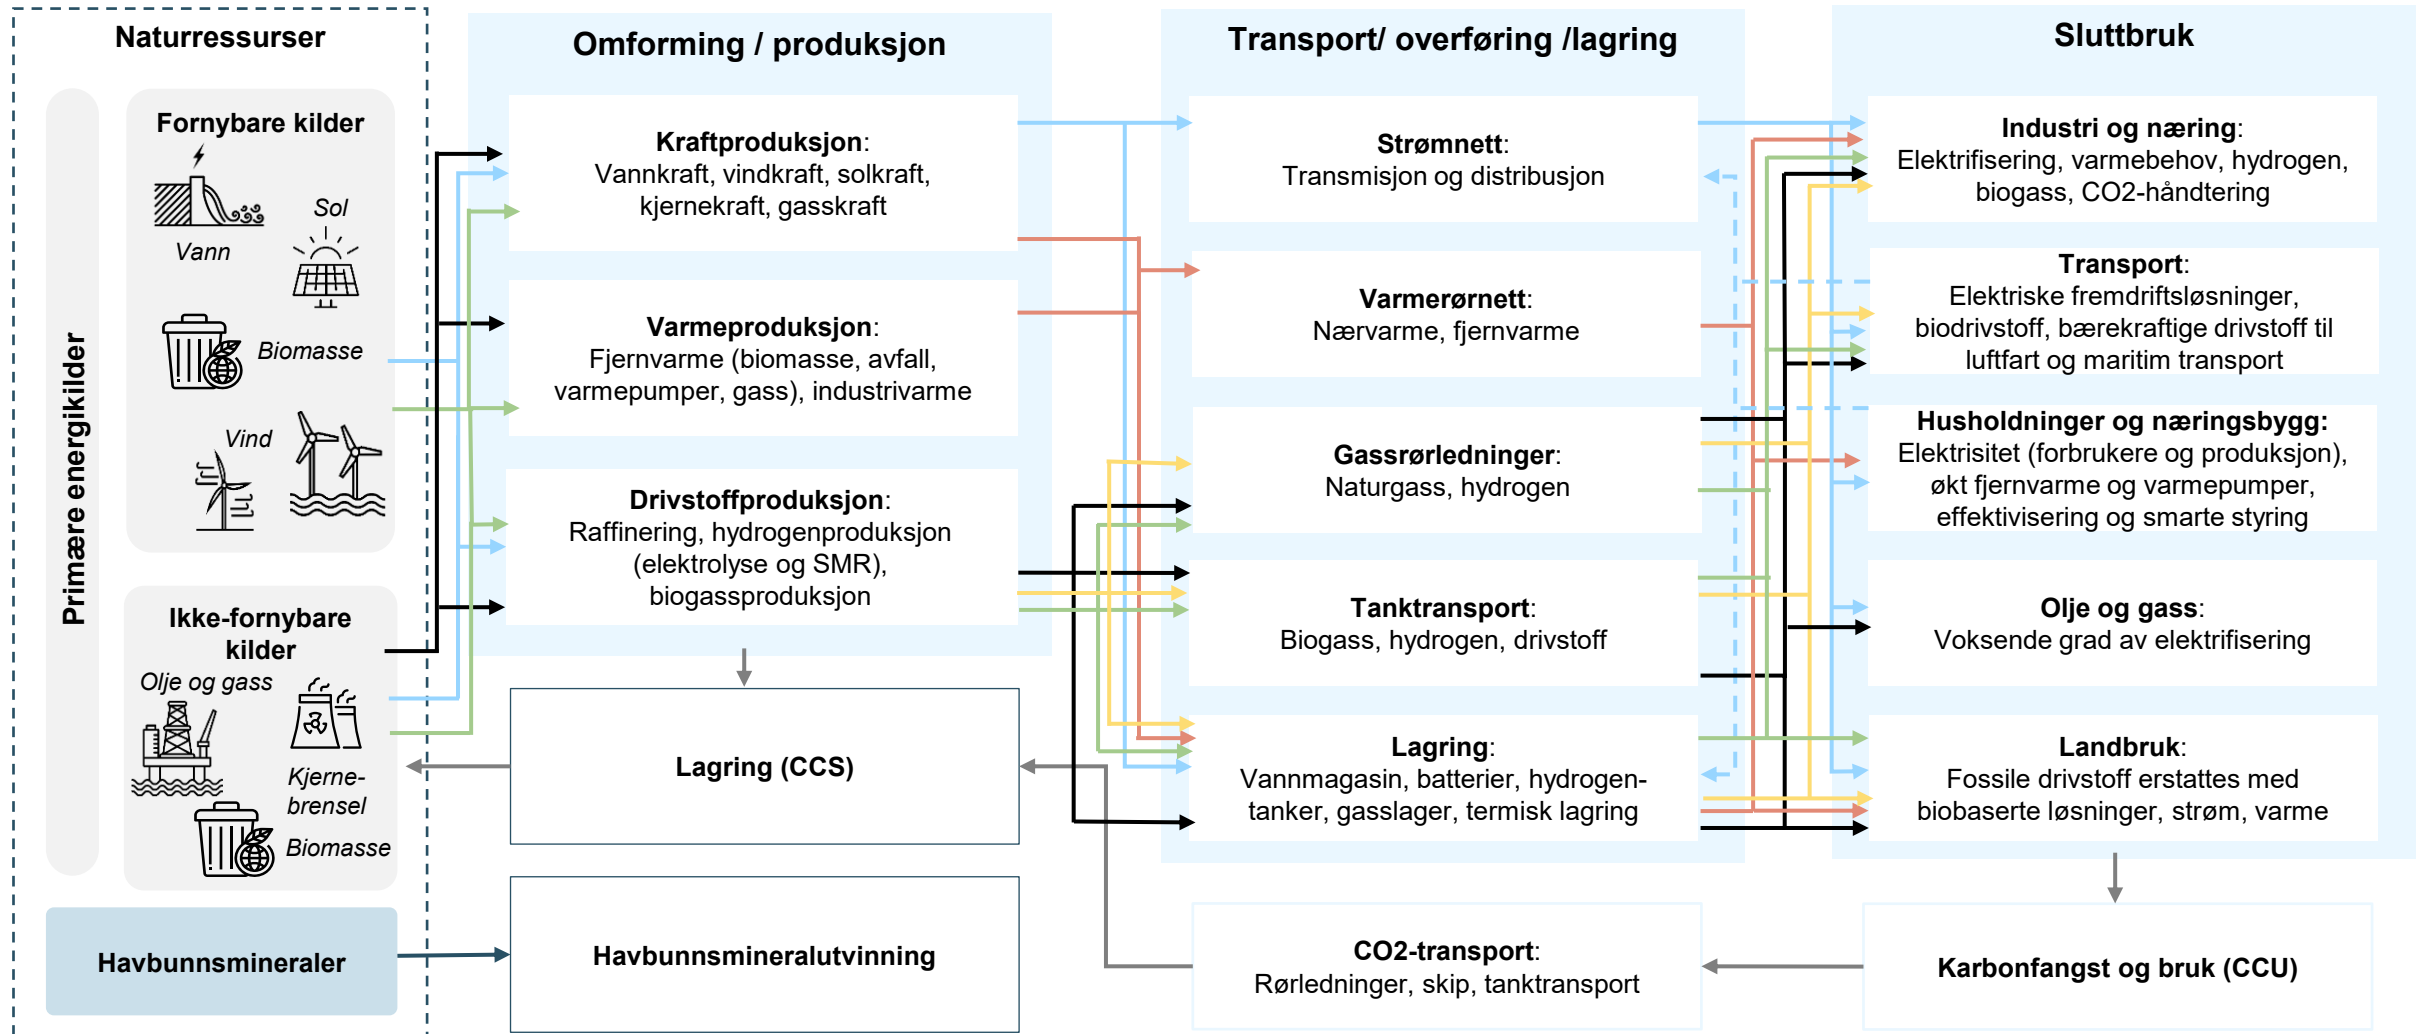 Naturressurser
Primære energikilder
Fornybare kilder
Vann
Sol
Biomasse
Vind
Ikke-fornybare
kilder
Olje og gass
Kjerne-
brensel
Biomasse
Havbunnsmineraler
Omforming / produksjon
Kraftproduksjon:
Vannkraft, vindkraft, solkraft,
kjernekraft, gasskraft
Varmeproduksjon:
Fjernvarme (biomasse, avfall,
varmepumper, gass), industrivarme
Drivstoffproduksjon:
Raffinering, hydrogenproduksjon
(elektrolyse og SMR),
biogassproduksjon
Lagring (CCS)
Havbunnsmineralutvinning
Transport/ overføring /lagring
Strømnett:
Transmisjon og distribusjon
Varmerørnett:
Nærvarme, fjernvarme
Gassrørledninger:
Naturgass, hydrogen
Tanktransport:
Biogass, hydrogen, drivstoff
Lagring:
Vannmagasin, batterier, hydrogen-
tanker, gasslager, termisk lagring
CO2-transport:
Rørledninger, skip, tanktransport
Sluttbruk
Industri og næring:
Elektrifisering, varmebehov, hydrogen,
biogass, CO2-håndtering
Transport:
Elektriske fremdriftsløsninger,
biodrivstoff, bærekraftige drivstoff til
luftfart og maritim transport
Husholdninger og næringsbygg:
Elektrisitet (forbrukere og produksjon),
økt fjernvarme og varmepumper,
effektivisering og smarte styring
Olje og gass:
Voksende grad av elektrifisering
Landbruk:
Fossile drivstoff erstattes med
biobaserte løsninger, strøm, varme
Karbonfangst og bruk (CCU)